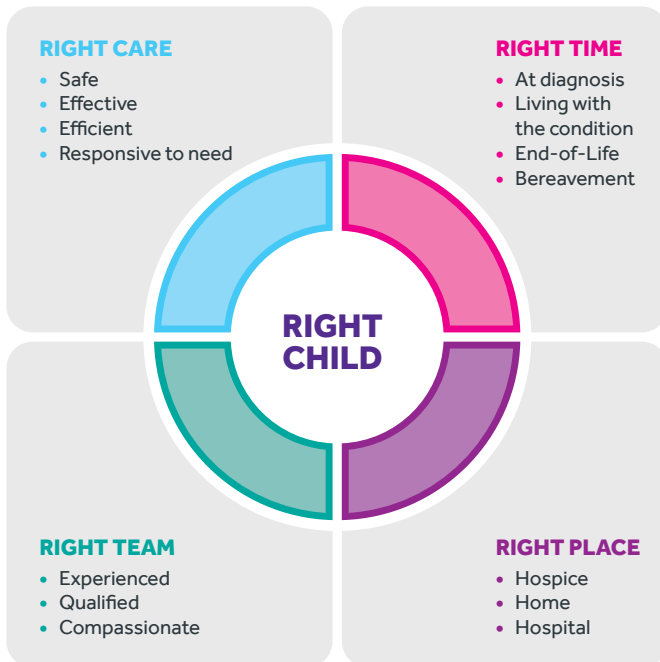 RIGHT CARE
• Safe
• Effective
• Efficient
• Responsive to need
RIGHT TIME
• At diagnosis
• Living with
the condition
• End-of-Life
• Bereavement
RIGHT
CHILD
RIGHT TEAM
• Experienced
• Qualified
• Compassionate
RIGHT PLACE
• Hospice
• Home
• Hospital